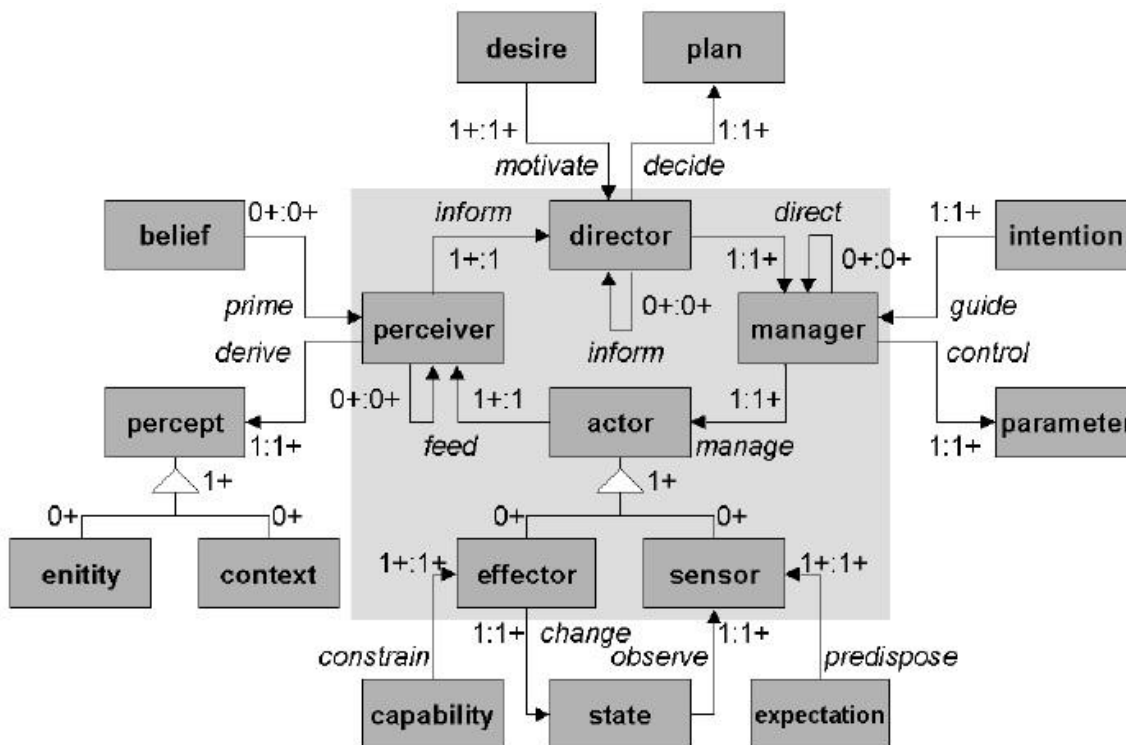 desire
plan
1+:1+
1:1+
motivate
decide
belief
0+:0+
inform
director
direct
1:1+
intention
1+:1
1:1+
0+:0+
prime
perceiver
0+:0+
manager
guide
derive
inform
control
percept
0+:0+
1+:1
actor
1:1+
parameter
1:1+
feed
manage
1:1+
1+
1+
0+
0+
0+
0+
enitity
context
1+:1+
effector
sensor
1+:1+
1:1+
change
1:1+
constrain
observe
predispose
capability
state
expectation